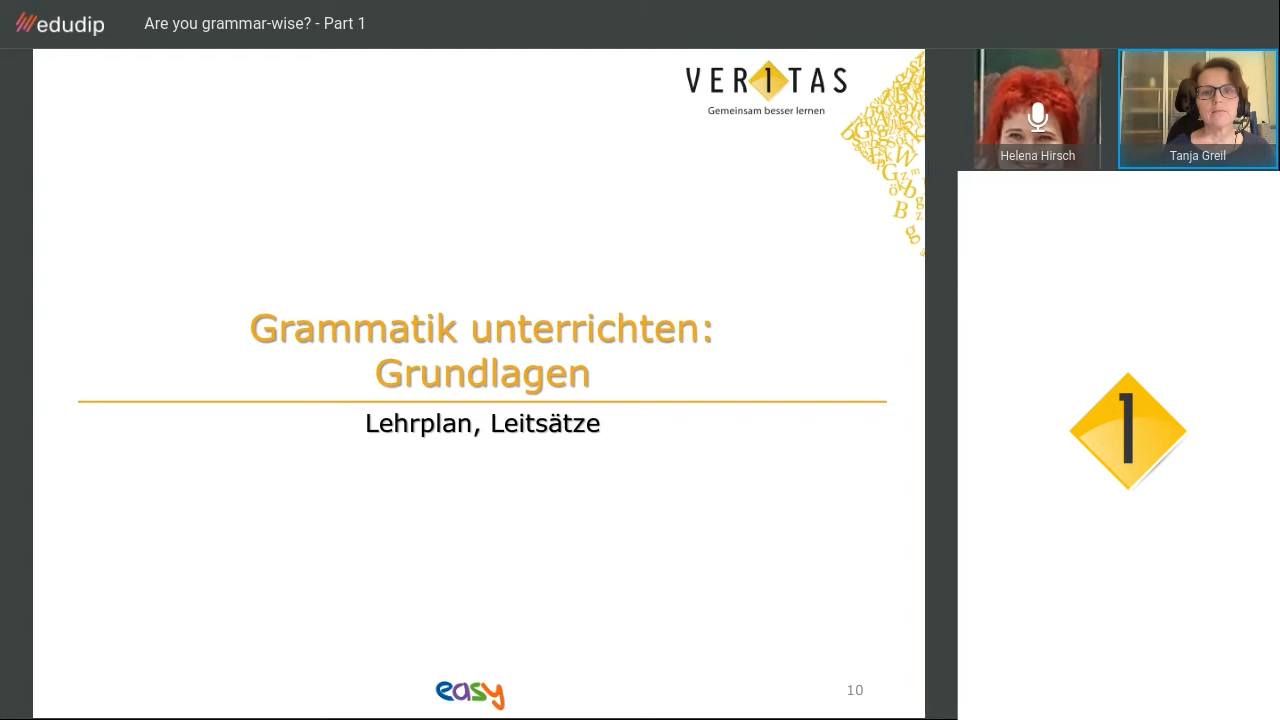 edudip
Are you grammar-wise? - Part 1
VER1TAS
Gemeinsam besser lernen
Helena Hirsch
Tanja Greil
Grammatik unterrichten:
Grundlagen
Lehrplan, Leitsätze
1
easy
10